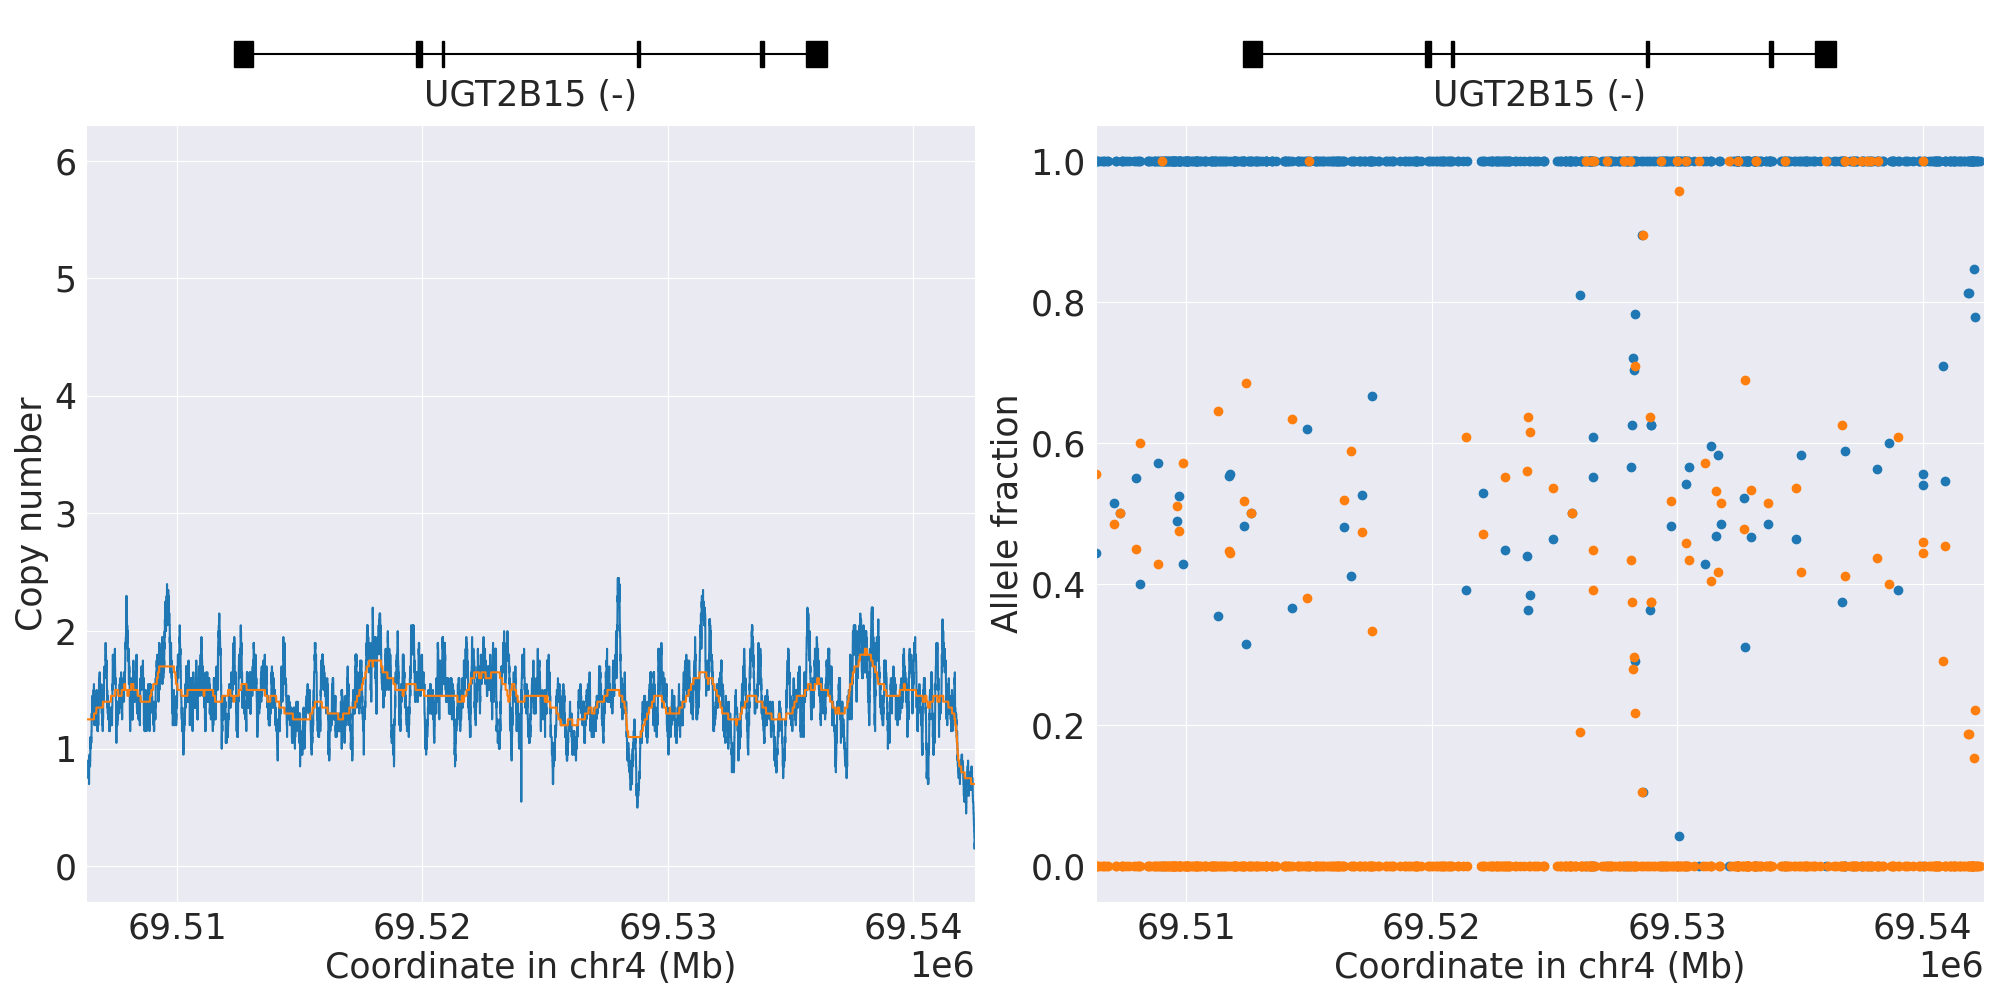 UGT2B15 (-)
6
5
4
3
2
1
0
Copy number
69.51 69.52 69.53 69.54
Coordinate in chr4 (Mb)
1e6
UGT2B15 (-)
1.0
0.8
0.6
0.4
0.2
0.0
Allele fraction
69.51 69.52 69.53 69.54
Coordinate in chr4 (Mb)
1e6